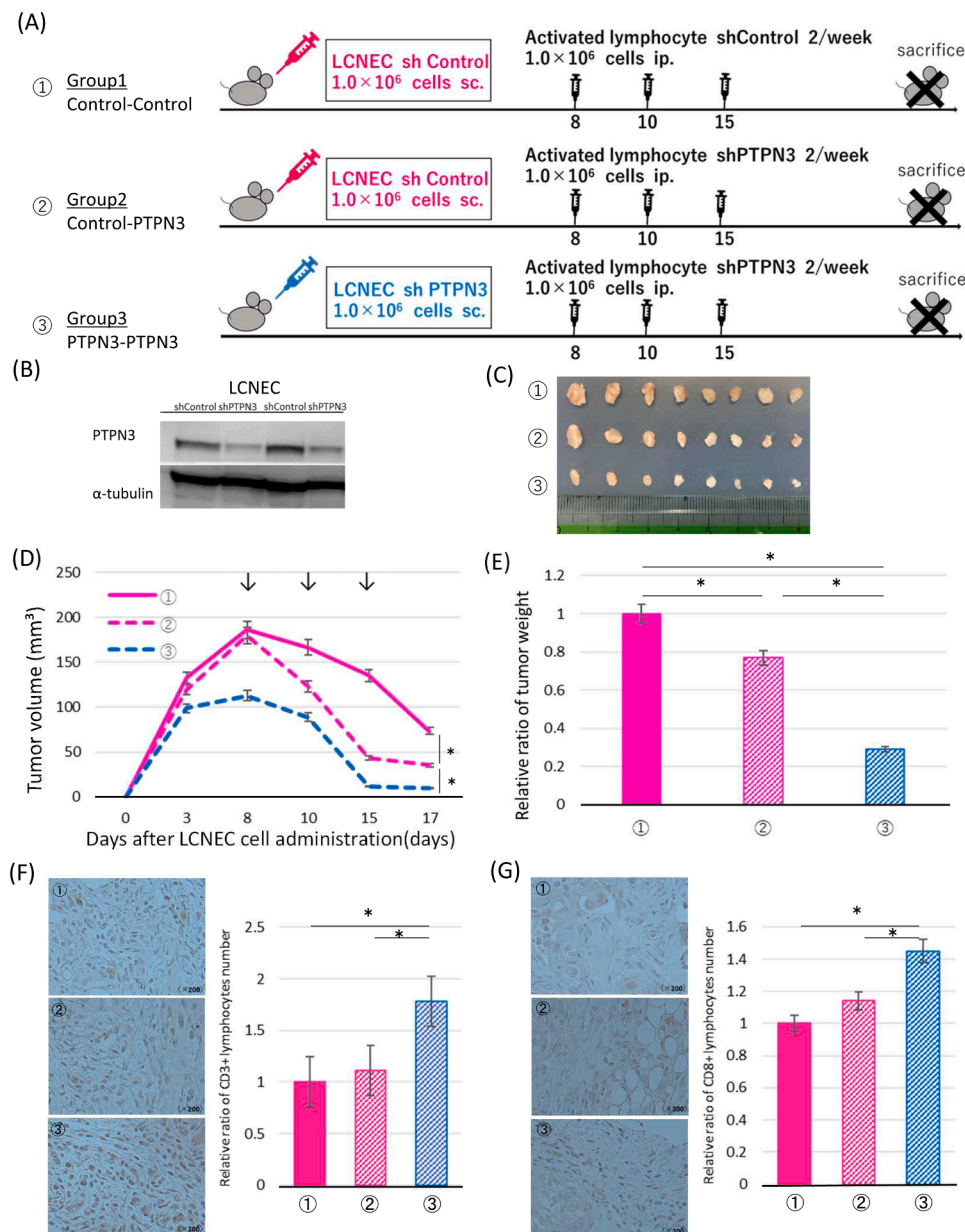 (A)
① Group1
Control-Control
LCNEC sh Control
1.0×10⁶ cells sc.
Activated lymphocyte shControl 2/week
1.0×10⁶ cells ip.
8 10 15
sacrifice
② Group2
Control-PTPN3
LCNEC sh Control
1.0×10⁶ cells sc.
Activated lymphocyte shPTPN3 2/week
1.0×10⁶ cells ip.
8 10 15
sacrifice
③ Group3
PTPN3-PTPN3
LCNEC sh PTPN3
1.0×10⁶ cells sc.
Activated lymphocyte shPTPN3 2/week
1.0×10⁶ cells ip.
8 10 15
sacrifice
(B)
LCNEC
shControl shPTPN3 shControl shPTPN3
PTPN3
α-tubulin
(C)
①
②
③
(D)
Tumor volume (mm³)
250
200
150
100
50
0
①
②
③
↓ ↓ ↓
*
*
0 3 8 10 15 17
Days after LCNEC cell administration(days)
(E)
Relative ratio of tumor weight
1.2
1
0.8
0.6
0.4
0.2
0
*
* *
① ② ③
(F)
①
(×200)
②
(×200)
③
(×200)
Relative ratio of CD3+ lymphocytes number
2.5
2
1.5
1
0.5
0
*
*
① ② ③
(G)
①
(×200)
②
(×200)
③
(×200)
Relative ratio of CD8+ lymphocytes number
1.6
1.4
1.2
1
0.8
0.6
0.4
0.2
0
*
*
① ② ③